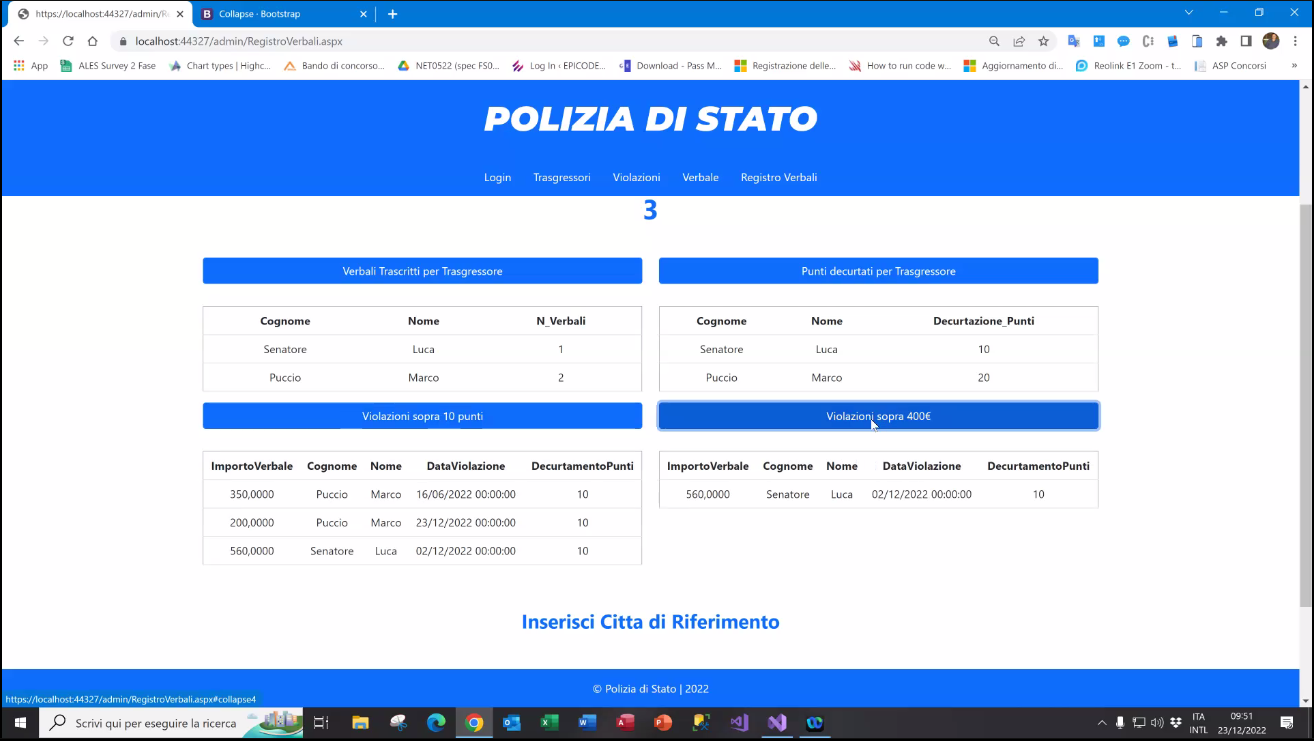 https://localhost:44327/admin/R
Collapse · Bootstrap
localhost:44327/admin/RegistroVerbali.aspx
App ALES Survey 2 Fase Chart types | Highc... Bando di concorso... NET0522 (spec FS0... Log In ‹ EPICODE... Download - Pass M... Registrazione delle... How to run code w... Aggiornamento di... Reolink E1 Zoom - t... ASP Concorsi »
POLIZIA DI STATO
Login Trasgressori Violazioni Verbale Registro Verbali
3
Verbali Trascritti per Trasgressore
Cognome Nome N_Verbali
Senatore Luca 1
Puccio Marco 2
Punti decurtati per Trasgressore
Cognome Nome Decurtazione_Punti
Senatore Luca 10
Puccio Marco 20
Violazioni sopra 10 punti
ImportoVerbale Cognome Nome DataViolazione DecurtamentoPunti
350,0000 Puccio Marco 16/06/2022 00:00:00 10
200,0000 Puccio Marco 23/12/2022 00:00:00 10
560,0000 Senatore Luca 02/12/2022 00:00:00 10
Violazioni sopra 400€
ImportoVerbale Cognome Nome DataViolazione DecurtamentoPunti
560,0000 Senatore Luca 02/12/2022 00:00:00 10
Inserisci Citta di Riferimento
© Polizia di Stato | 2022
https://localhost:44327/admin/RegistroVerbali.aspx#collapse4
Scrivi qui per eseguire la ricerca
ITA
INTL
09:51
23/12/2022